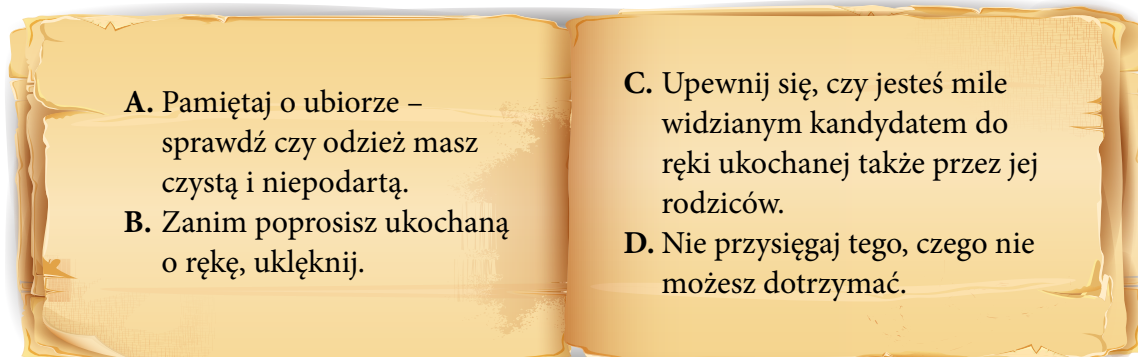 A. Pamiętaj o ubiorze –
sprawdź czy odzież masz
czystą i niepodartą.
B. Zanim poprosisz ukochaną
o rękę, uklęknij.
C. Upewnij się, czy jesteś mile
widzianym kandydatem do
ręki ukochanej także przez jej
rodziców.
D. Nie przysięgaj tego, czego nie
możesz dotrzymać.